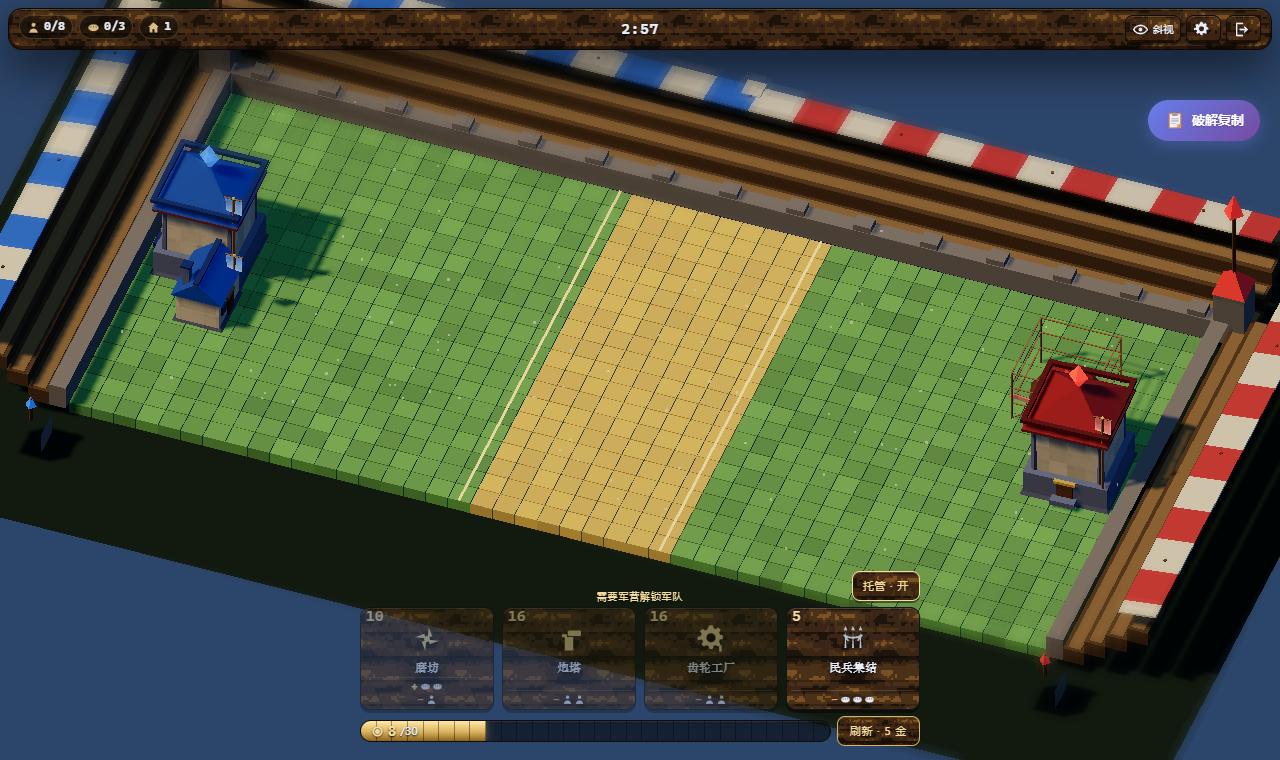 0/8
0/3
1
2:57
斜视
破解复制
托管 · 开
需要军营解锁军队
10
磨坊
16
炮塔
16
齿轮工厂
5
民兵集结
8 /30
刷新 · 5 金